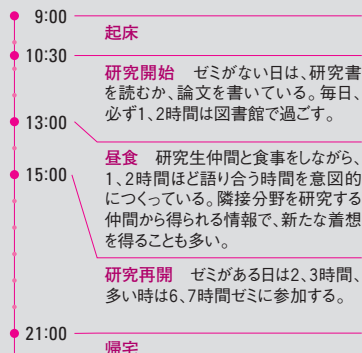 9:00
起床
10:30
研究開始　ゼミがない日は、研究書
を読むか、論文を書いている。毎日、
必ず1、2時間は図書館で過ごす。
13:00
昼食　研究生仲間と食事をしながら、
1、2時間ほど語り合う時間を意図的
につくっている。隣接分野を研究する
仲間から得られる情報で、新たな着想
を得ることも多い。
15:00
研究再開　ゼミがある日は2、3時間、
多い時は6、7時間ゼミに参加する。
21:00
帰宅